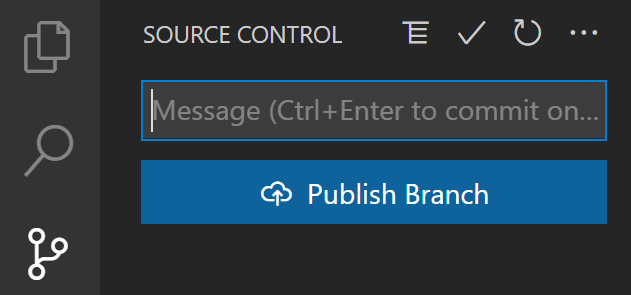 SOURCE CONTROL
Message (Ctrl+Enter to commit on...
Publish Branch